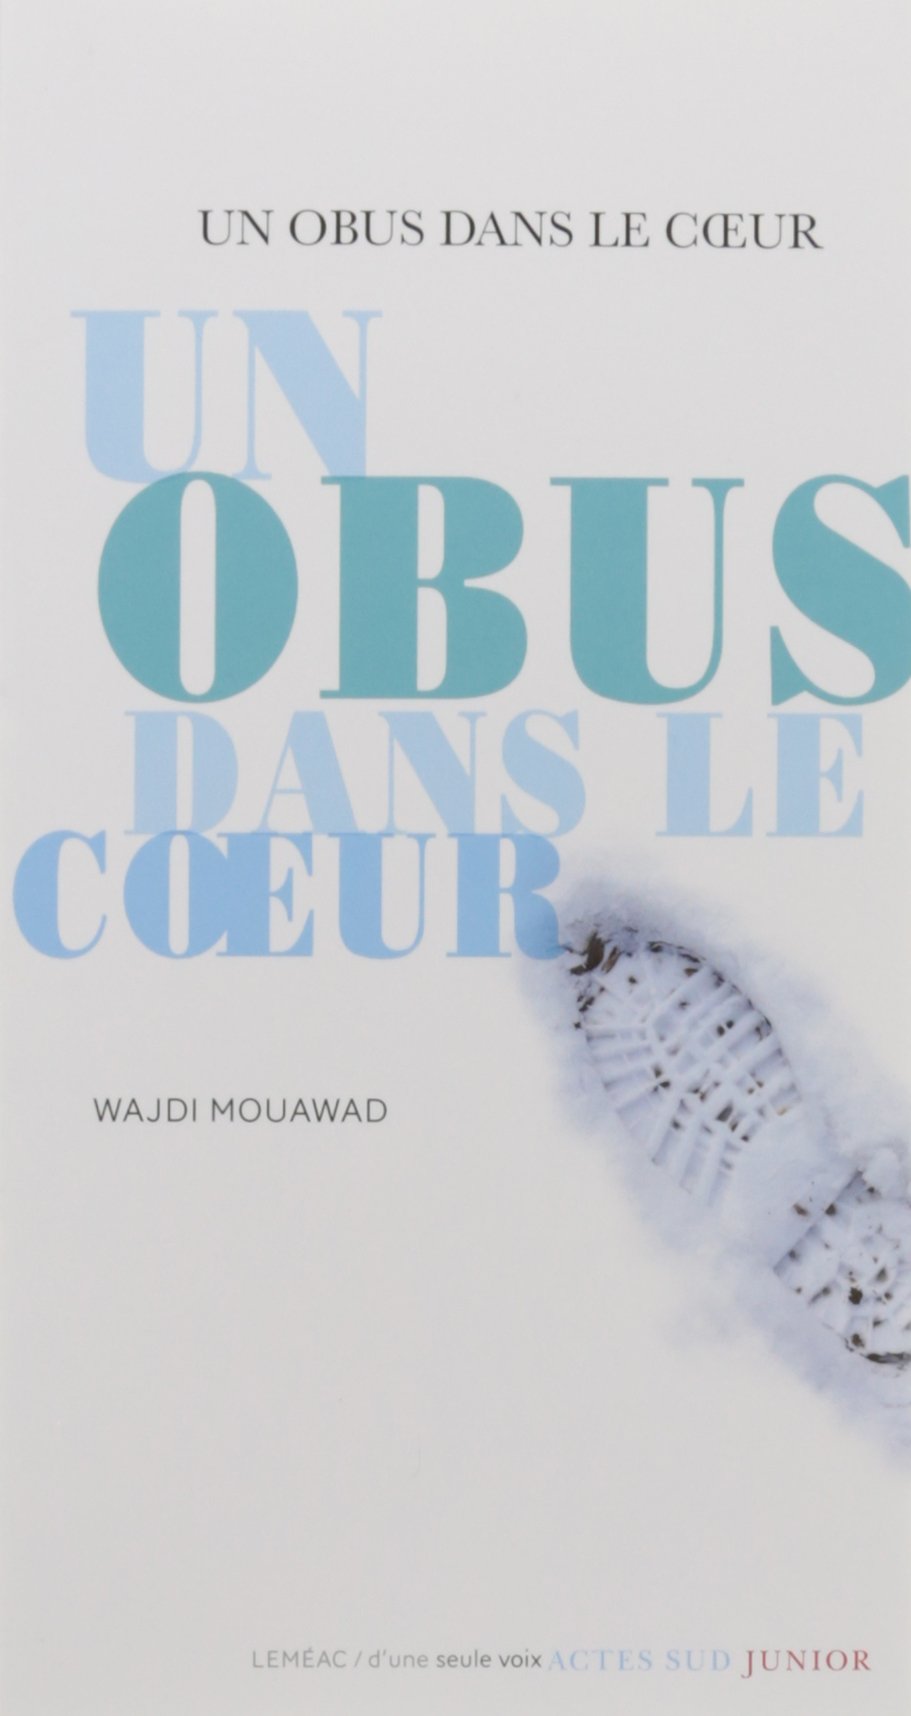 UN OBUS DANS LE CŒUR
UN
OBUS
DANS LE
CŒUR
WAJDI MOUAWAD
LEMÉAC / d'une seule voix ACTES SUD JUNIOR